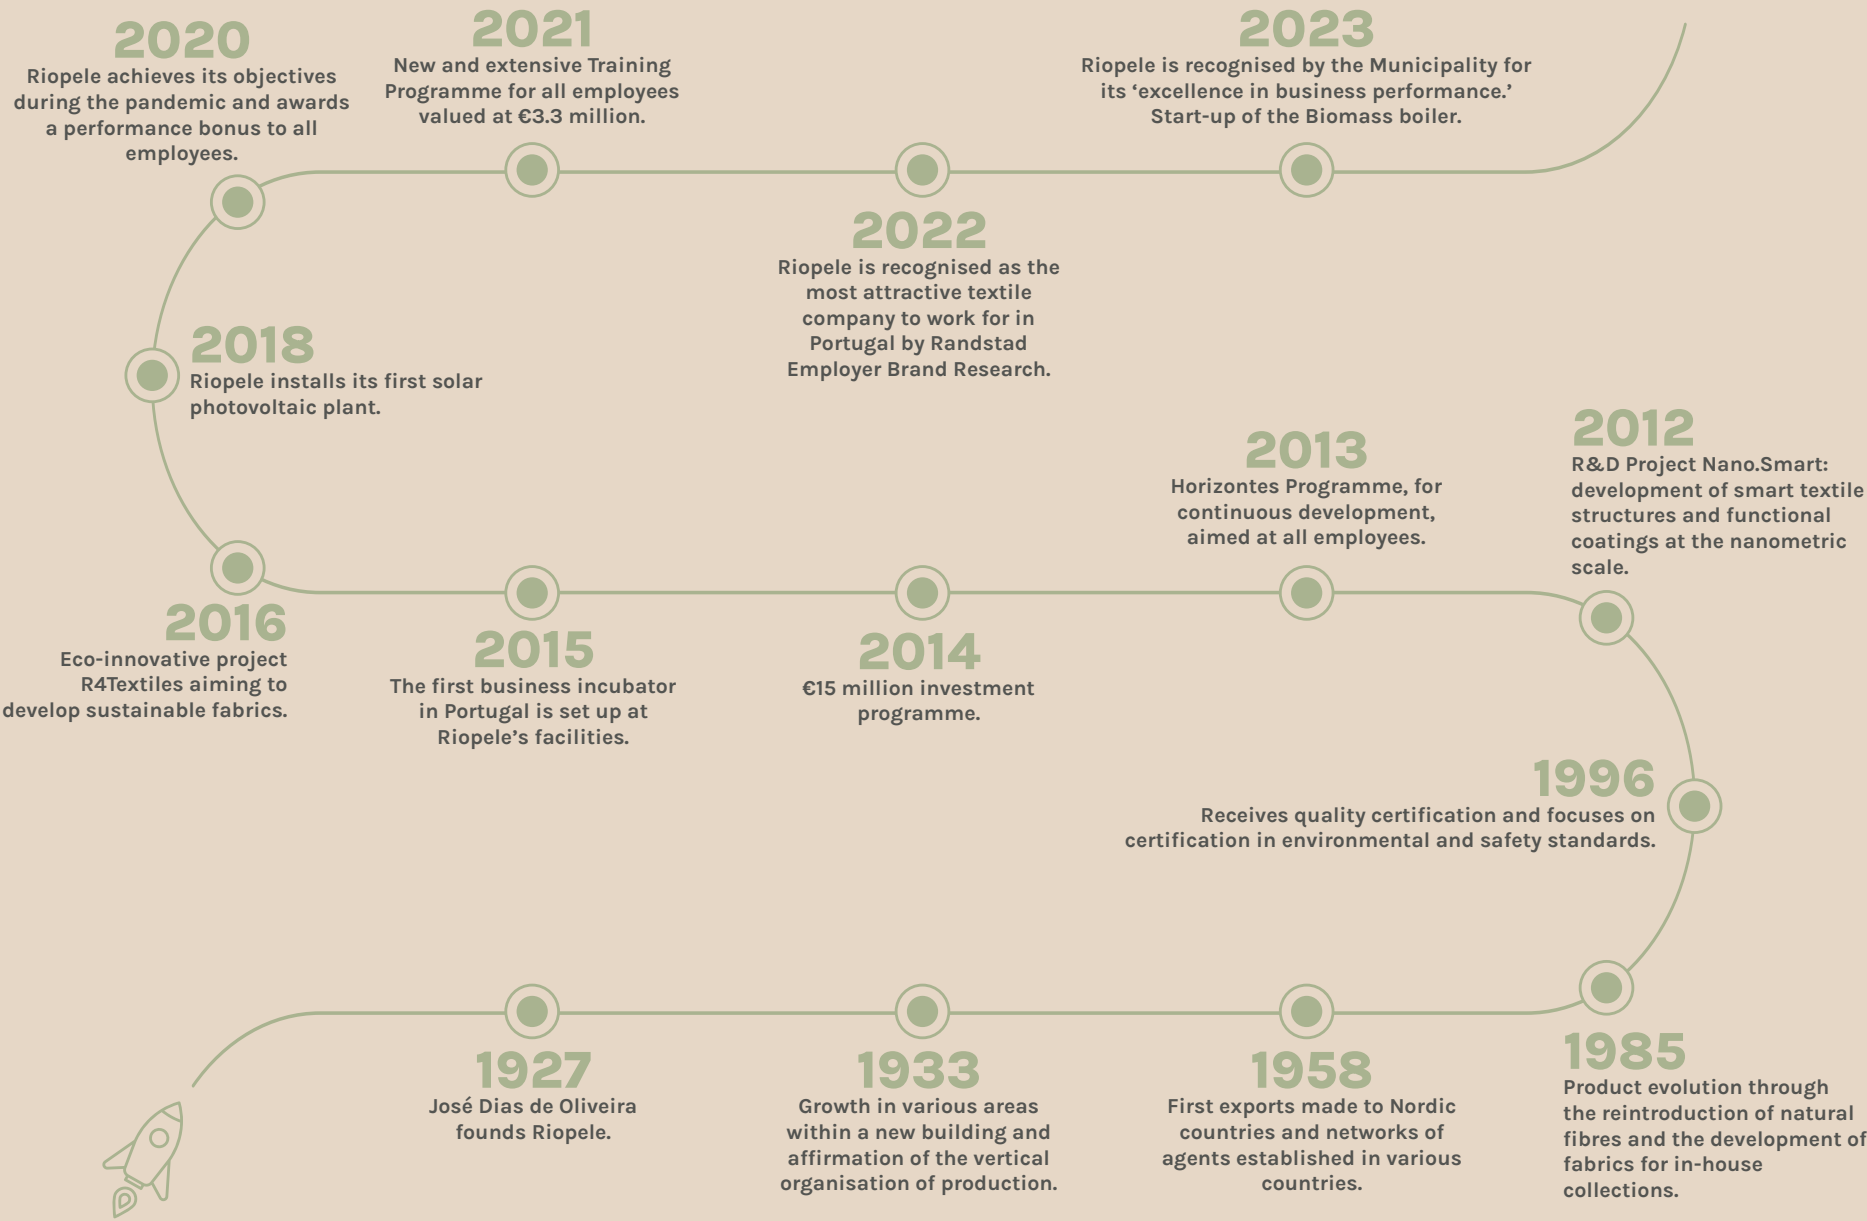 2020
Riopele achieves its objectives
during the pandemic and awards
a performance bonus to all
employees.
2021
New and extensive Training
Programme for all employees
valued at €3.3 million.
2023
Riopele is recognised by the Municipality for
its ‘excellence in business performance.’
Start-up of the Biomass boiler.
2022
Riopele is recognised as the
most attractive textile
company to work for in
Portugal by Randstad
Employer Brand Research.
2018
Riopele installs its first solar
photovoltaic plant.
2016
Eco-innovative project
R4Textiles aiming to
develop sustainable fabrics.
2015
The first business incubator
in Portugal is set up at
Riopele’s facilities.
2014
€15 million investment
programme.
2013
Horizontes Programme, for
continuous development,
aimed at all employees.
2012
R&D Project Nano.Smart:
development of smart textile
structures and functional
coatings at the nanometric
scale.
1996
Receives quality certification and focuses on
certification in environmental and safety standards.
1927
José Dias de Oliveira
founds Riopele.
1933
Growth in various areas
within a new building and
affirmation of the vertical
organisation of production.
1958
First exports made to Nordic
countries and networks of
agents established in various
countries.
1985
Product evolution through
the reintroduction of natural
fibres and the development of
fabrics for in-house
collections.